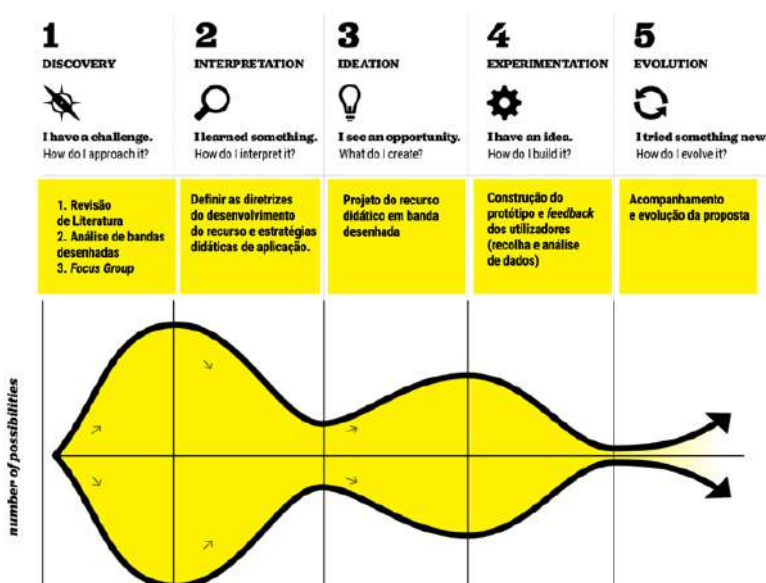 1
DISCOVERY
I have a challenge.
How do I approach it?
2
INTERPRETATION
I learned something.
How do I interpret it?
3
IDEATION
I see an opportunity.
What do I create?
4
EXPERIMENTATION
I have an idea.
How do I build it?
5
EVOLUTION
I tried something new
How do I evolve it?
1. Revisão
de Literatura
2. Análise de bandas
desenhadas
3. Focus Group
Definir as diretrizes
do desenvolvimento
do recurso e estratégias
didáticas de aplicação.
Projeto do recurso
didático em banda
desenhada
Construção do
protótipo e feedback
dos utilizadores
(recolha e análise
de dados)
Acompanhamento
e evolução da proposta
number of possibilities